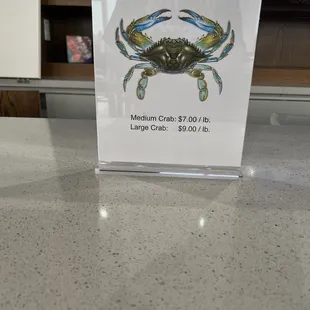 Medium Crab: $7.00 / lb.
Large Crab: $9.00 / lb.